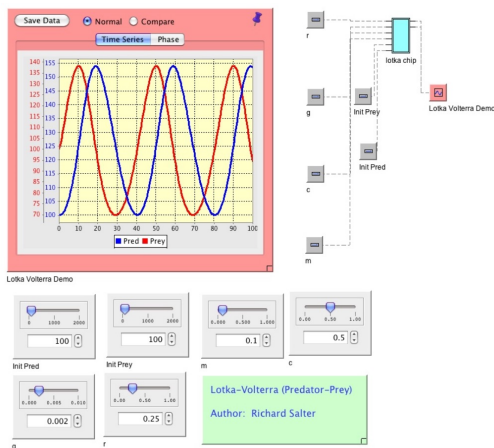 Save Data
Normal
Compare
Time Series
Phase
140 155
135 150
130 145
125 140
120 135
115 130
110 125
105
100 120
95 115
90 110
85
80 105
75
70 100
0 10 20 30 40 50 60 70 80 90 100
Pred Prey
Lotka Volterra Demo
r
g
c
m
Init Prey
Init Pred
lotka chip
Lotka Volterra Demo
0 1000 2000
100
Init Pred
0 1000 2000
100
Init Prey
0.000 0.500 1.000
0.1
m
0.00 0.50 1.00
0.5
c
0.000 0.005 0.010
0.002
g
0.00 0.50 1.00
0.25
r
Lotka-Volterra (Predator-Prey)
Author: Richard Salter